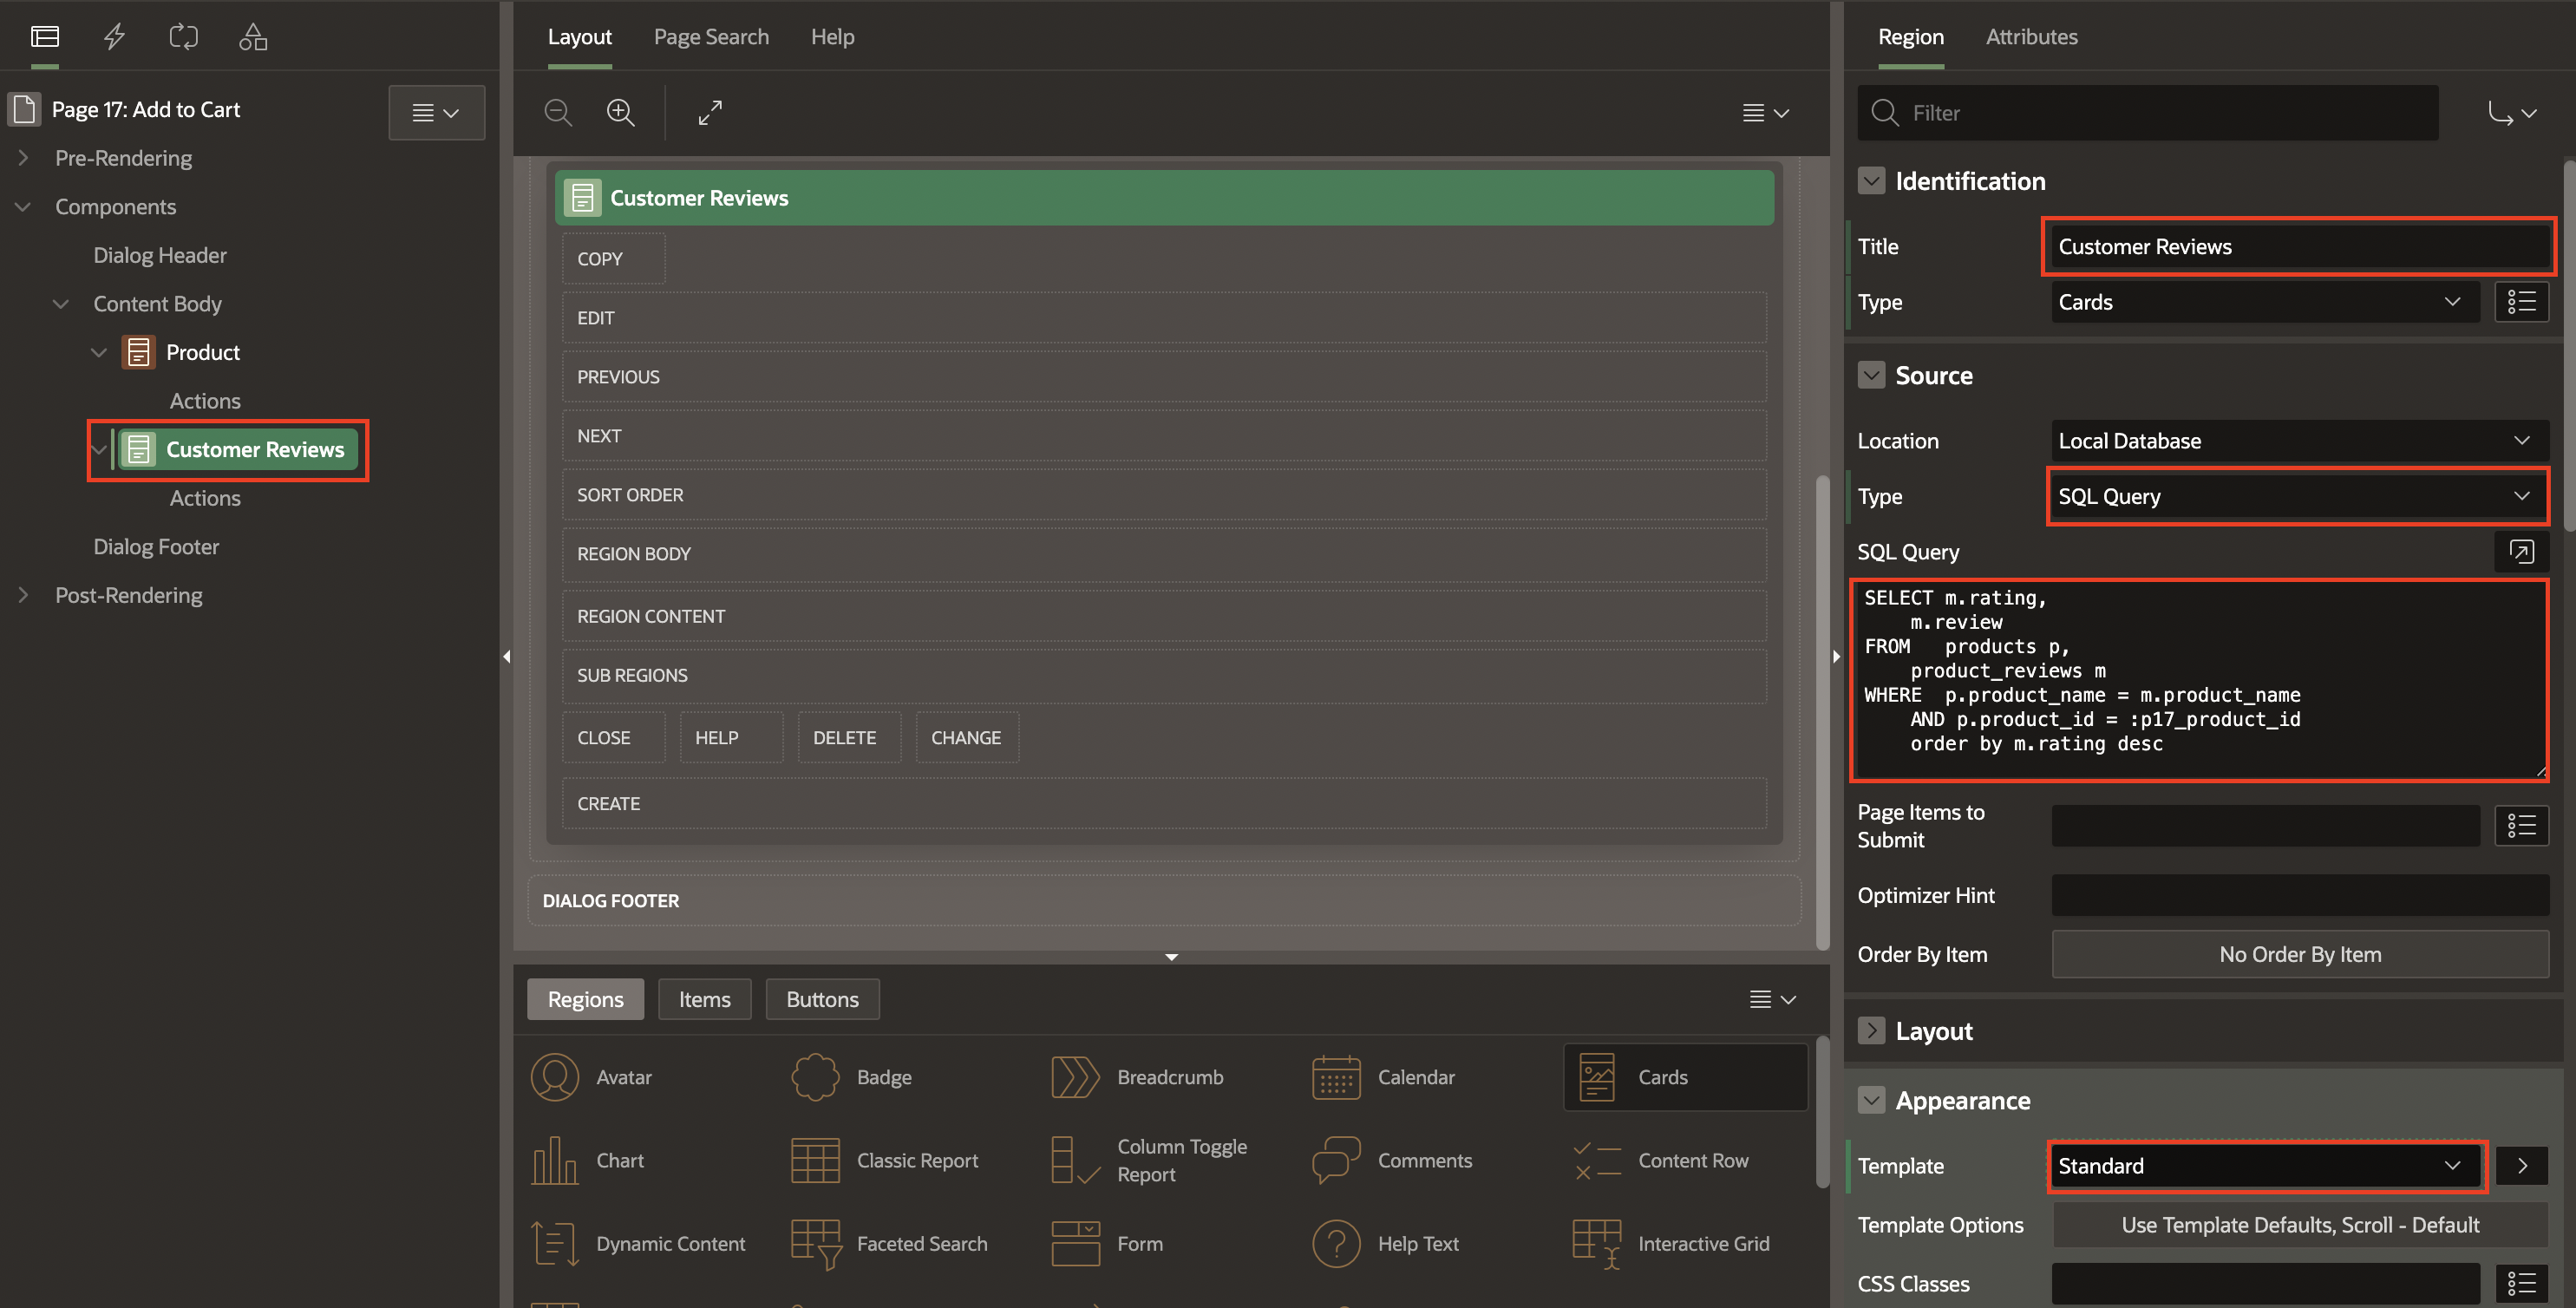 Page 17: Add to Cart
Pre-Rendering
Components
Dialog Header
Content Body
Product
Actions
Customer Reviews
Actions
Dialog Footer
Post-Rendering
Layout Page Search Help
Customer Reviews
COPY
EDIT
PREVIOUS
NEXT
SORT ORDER
REGION BODY
REGION CONTENT
SUB REGIONS
CLOSE HELP DELETE CHANGE
CREATE
DIALOG FOOTER
Regions Items Buttons
Avatar Badge Breadcrumb Calendar Cards
Chart Classic Report Column Toggle Report Comments Content Row
Dynamic Content Faceted Search Form Help Text Interactive Grid
Region Attributes
Filter
Identification
Title Customer Reviews
Type Cards
Source
Location Local Database
Type SQL Query
SQL Query
SELECT m.rating,
m.review
FROM products p,
product_reviews m
WHERE p.product_name = m.product_name
AND p.product_id = :p17_product_id
order by m.rating desc
Page Items to
Submit
Optimizer Hint
Order By Item No Order By Item
Layout
Appearance
Template Standard
Template Options Use Template Defaults, Scroll - Default
CSS Classes